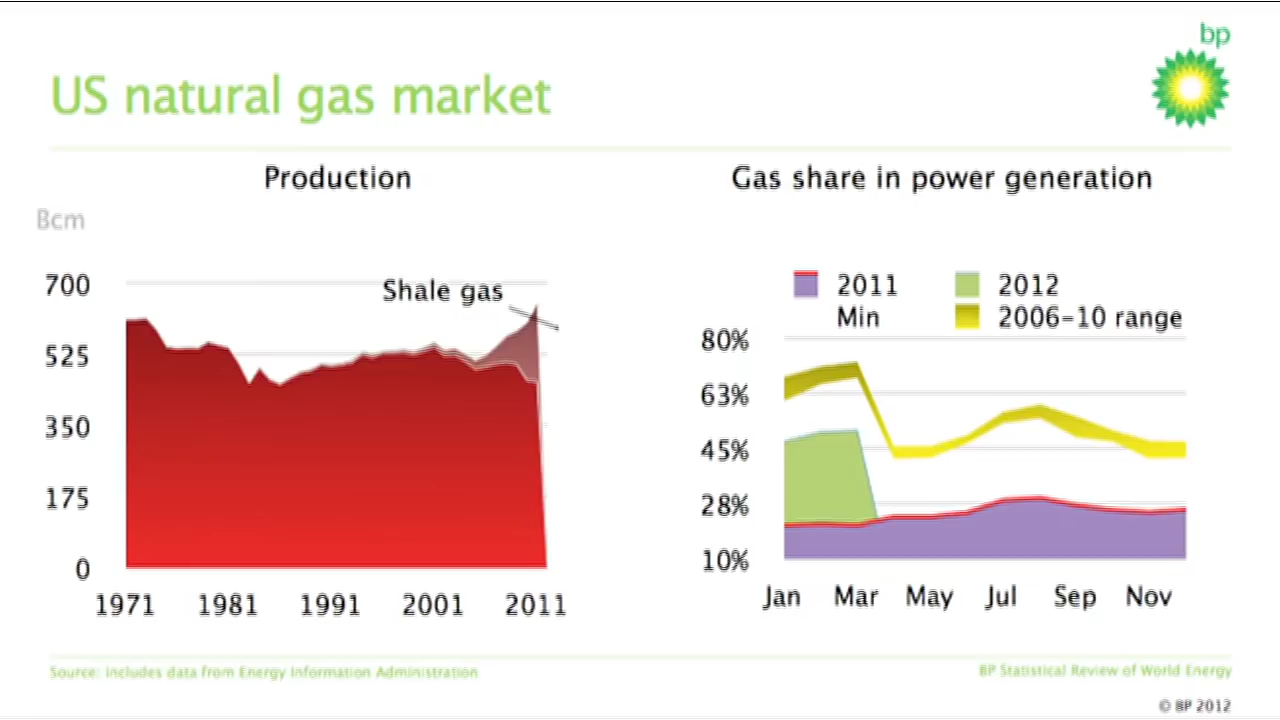 bp
US natural gas market
Production
Gas share in power generation
Bcm
Shale gas
700
525
350
175
0
1971 1981 1991 2001 2011
2011 2012
Min 2006-10 range
80%
63%
45%
28%
10%
Jan Mar May Jul Sep Nov
Source: Includes data from Energy Information Administration
BP Statistical Review of World Energy
© BP 2012